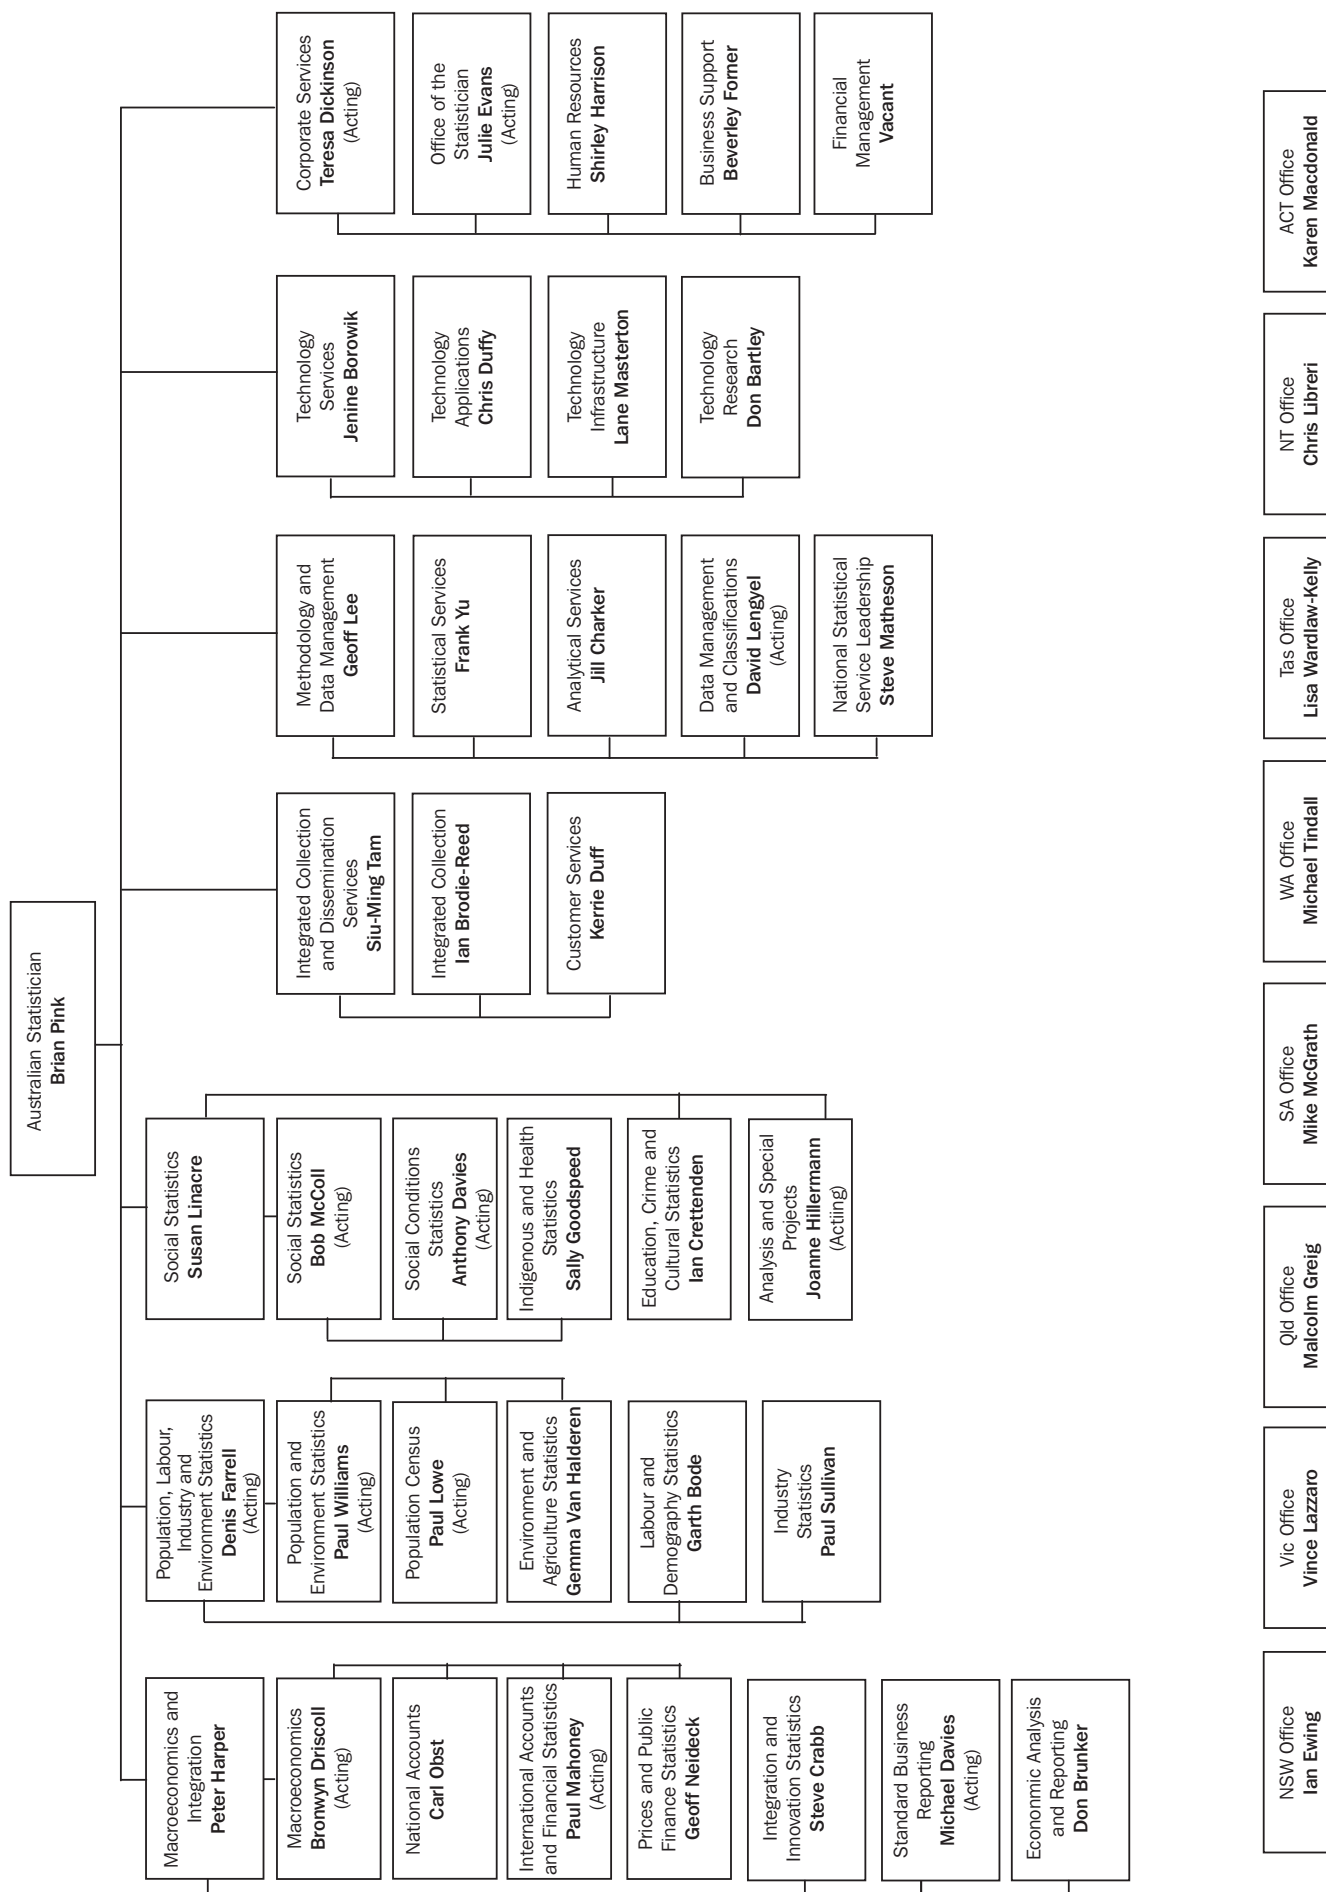 Australian Statistician
Brian Pink
Macroeconomics and
Integration
Peter Harper
Macroeconomics
Bronwyn Driscoll
(Acting)
National Accounts
Carl Obst
International Accounts
and Financial Statistics
Paul Mahoney
(Acting)
Prices and Public
Finance Statistics
Geoff Neideck
Integration and
Innovation Statistics
Steve Crabb
Standard Business
Reporting
Michael Davies
(Acting)
Econonmic Analysis
and Reporting
Don Brunker
Population, Labour,
Industry and
Environment Statistics
Denis Farrell
(Acting)
Population and
Environment Statistics
Paul Williams
(Acting)
Population Census
Paul Lowe
(Acting)
Environment and
Agriculture Statistics
Gemma Van Halderen
Labour and
Demography Statistics
Garth Bode
Industry
Statistics
Paul Sullivan
Social Statistics
Susan Linacre
Social Statistics
Bob McColl
(Acting)
Social Conditions
Statistics
Anthony Davies
(Acting)
Indigenous and Health
Statistics
Sally Goodspeed
Education, Crime and
Cultural Statistics
Ian Crettenden
Analysis and Special
Projects
Joanne Hillermann
(Actiing)
Integrated Collection
and Dissemination
Services
Siu-Ming Tam
Integrated Collection
Ian Brodie-Reed
Customer Services
Kerrie Duff
Methodology and
Data Management
Geoff Lee
Statistical Services
Frank Yu
Analytical Services
Jill Charker
Data Management
and Classifications
David Lengyel
(Acting)
National Statistical
Service Leadership
Steve Matheson
Technology
Services
Jenine Borowik
Technology
Applications
Chris Duffy
Technology
Infrastructure
Lane Masterton
Technology
Research
Don Bartley
Corporate Services
Teresa Dickinson
(Acting)
Office of the
Statistician
Julie Evans
(Acting)
Human Resources
Shirley Harrison
Business Support
Beverley Forner
Financial
Management
Vacant
NSW Office
Ian Ewing
Vic Office
Vince Lazzaro
Qld Office
Malcolm Greig
SA Office
Mike McGrath
WA Office
Michael Tindall
Tas Office
Lisa Wardlaw-Kelly
NT Office
Chris Libreri
ACT Office
Karen Macdonald